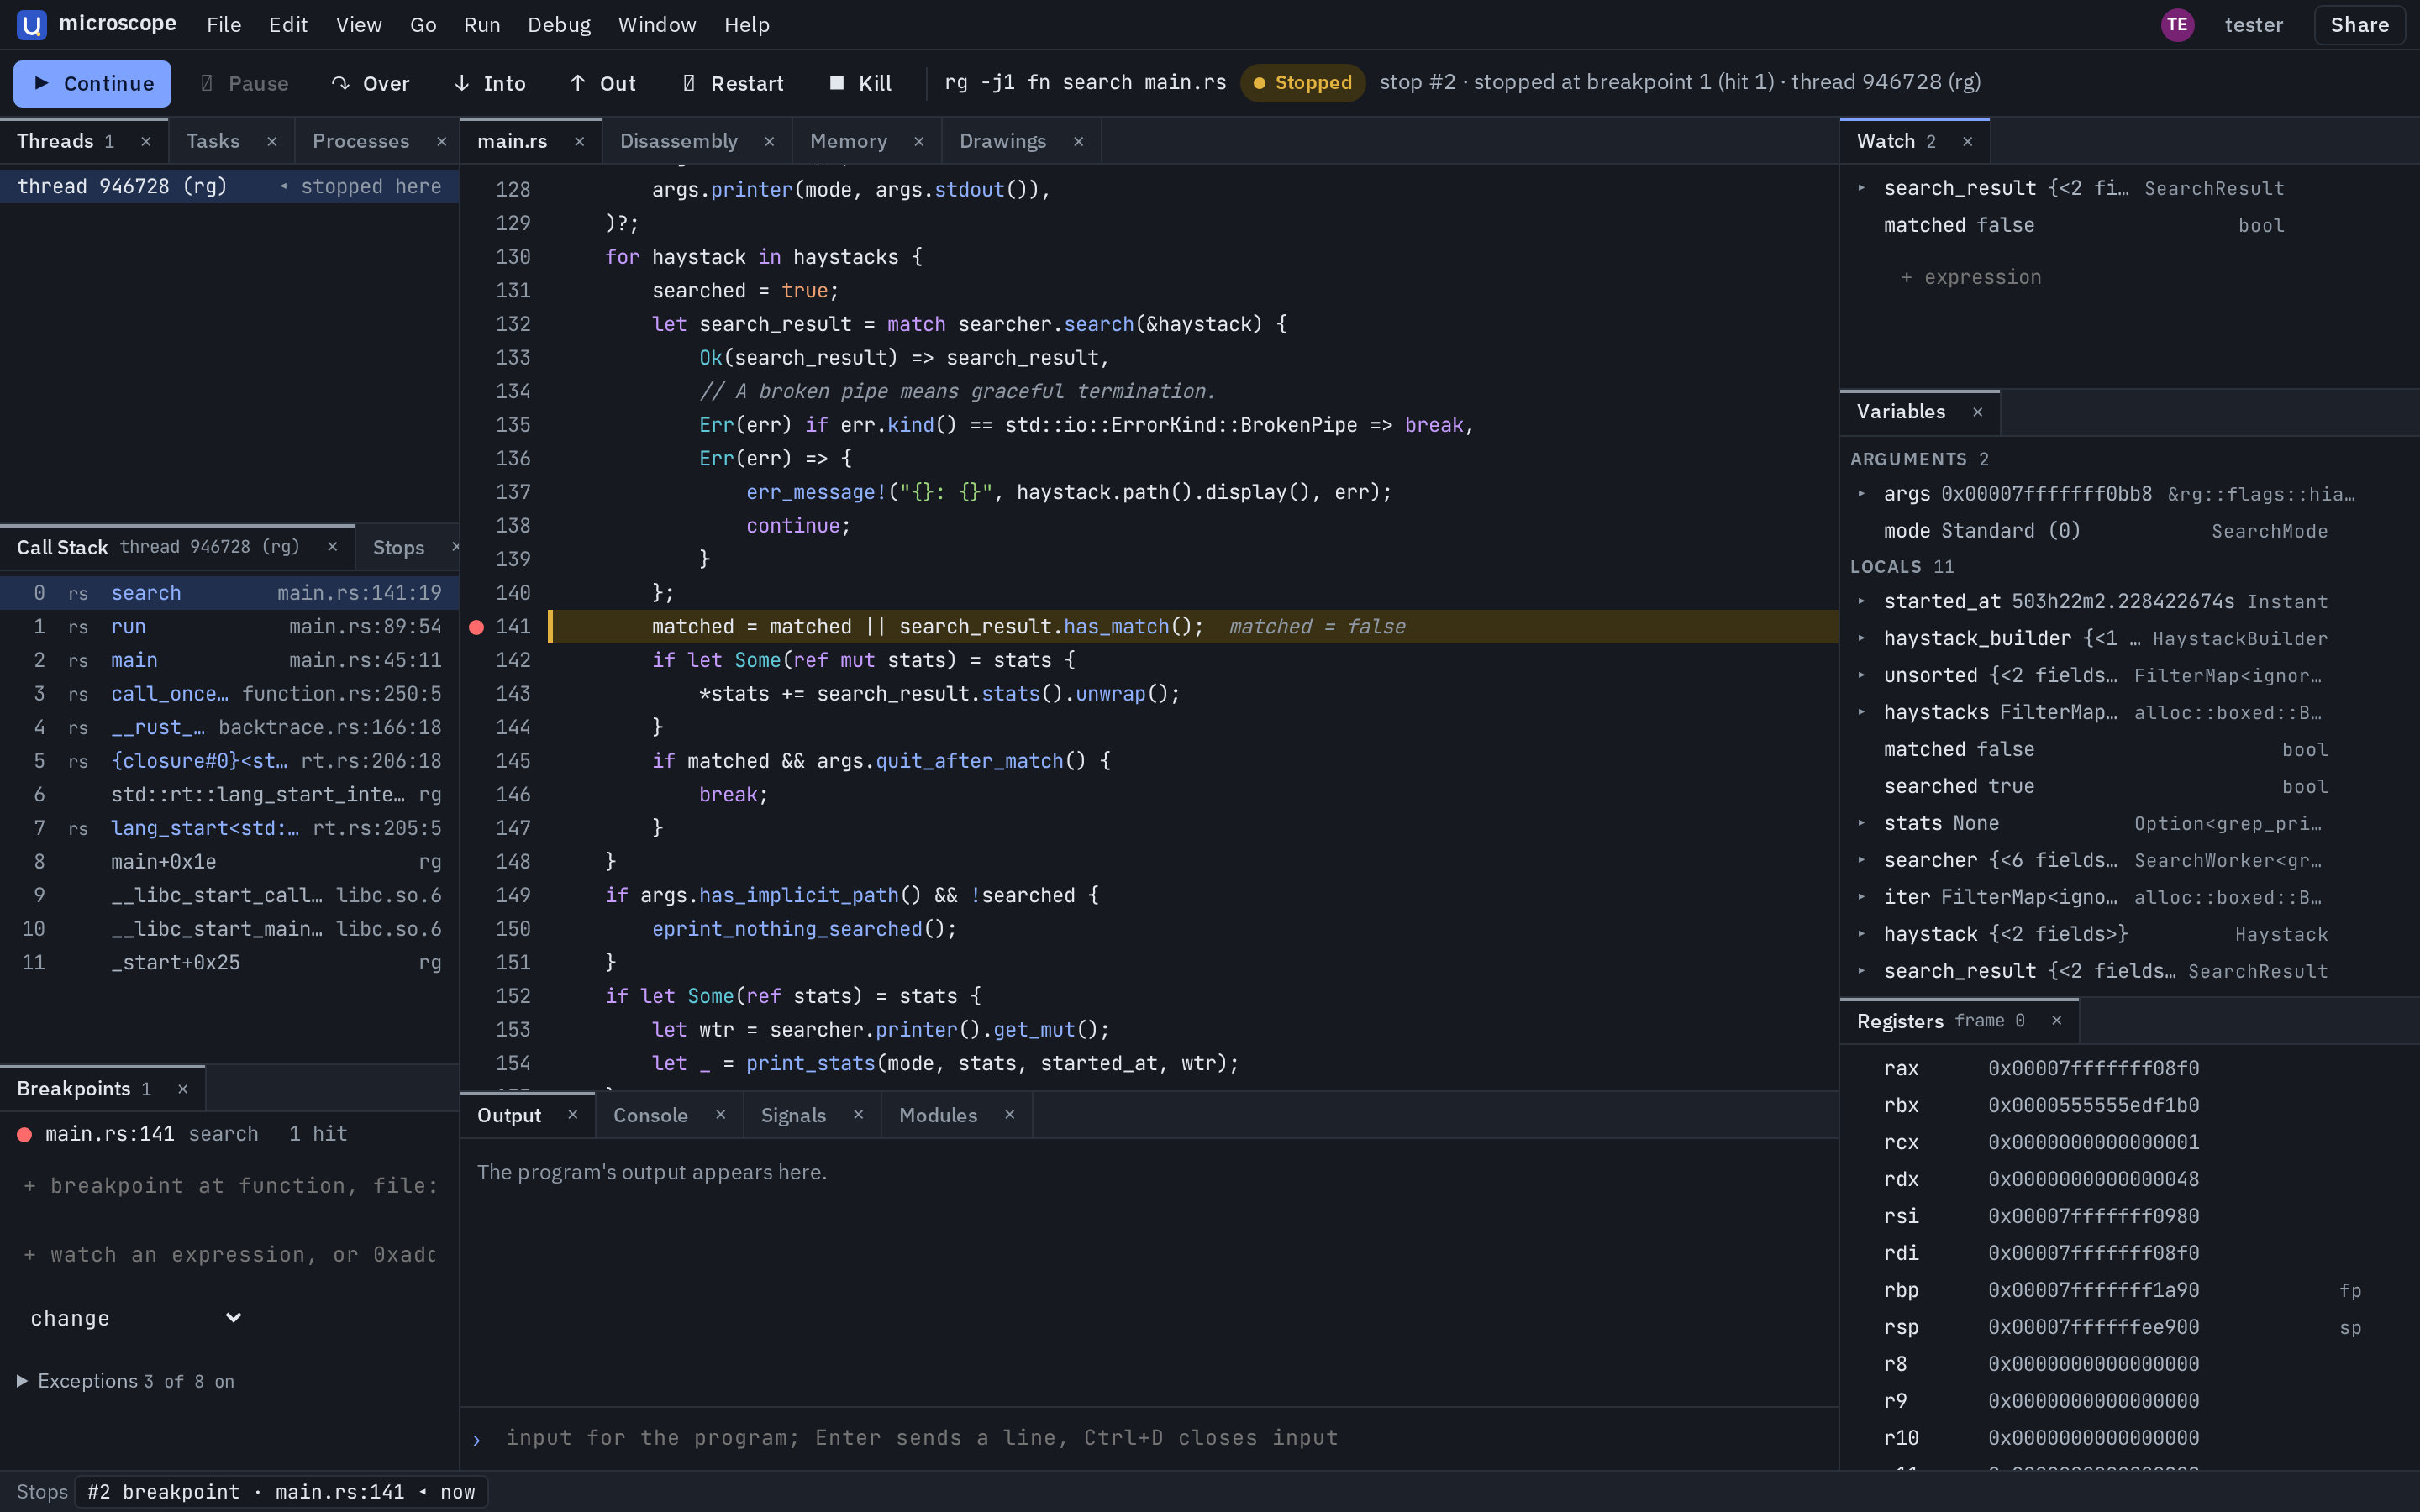 microscope File Edit View Go Run Debug Window Help TE tester Share
Continue Pause Over Into Out Restart Kill rg -j1 fn search main.rs Stopped stop #2 · stopped at breakpoint 1 (hit 1) · thread 946728 (rg)
Threads 1 × Tasks × Processes ×
thread 946728 (rg) ◂ stopped here
Call Stack thread 946728 (rg) × Stops ×
0 rs search main.rs:141:19
1 rs run main.rs:89:54
2 rs main main.rs:45:11
3 rs call_once… function.rs:250:5
4 rs __rust_… backtrace.rs:166:18
5 rs {closure#0}<st… rt.rs:206:18
6 std::rt::lang_start_inte… rg
7 rs lang_start<std:… rt.rs:205:5
8 main+0x1e rg
9 __libc_start_call… libc.so.6
10 __libc_start_main… libc.so.6
11 _start+0x25 rg
Breakpoints 1 ×
main.rs:141 search 1 hit
+ breakpoint at function, file:
+ watch an expression, or 0xadd
change
Exceptions 3 of 8 on
main.rs × Disassembly × Memory × Drawings ×
128 args.printer(mode, args.stdout()),
129 )?;
130 for haystack in haystacks {
131 searched = true;
132 let search_result = match searcher.search(&haystack) {
133 Ok(search_result) => search_result,
134 // A broken pipe means graceful termination.
135 Err(err) if err.kind() == std::io::ErrorKind::BrokenPipe => break,
136 Err(err) => {
137 err_message!("{}: {}", haystack.path().display(), err);
138 continue;
139 }
140 };
141 matched = matched || search_result.has_match(); matched = false
142 if let Some(ref mut stats) = stats {
143 *stats += search_result.stats().unwrap();
144 }
145 if matched && args.quit_after_match() {
146 break;
147 }
148 }
149 if args.has_implicit_path() && !searched {
150 eprint_nothing_searched();
151 }
152 if let Some(ref stats) = stats {
153 let wtr = searcher.printer().get_mut();
154 let _ = print_stats(mode, stats, started_at, wtr);
Output × Console × Signals × Modules ×
The program's output appears here.
› input for the program; Enter sends a line, Ctrl+D closes input
Watch 2 ×
▸ search_result {<2 fi… SearchResult
matched false bool
+ expression
Variables ×
ARGUMENTS 2
▸ args 0x00007fffffff0bb8 &rg::flags::hia…
mode Standard (0) SearchMode
LOCALS 11
▸ started_at 503h22m2.228422674s Instant
▸ haystack_builder {<1 … HaystackBuilder
▸ unsorted {<2 fields… FilterMap<ignor…
▸ haystacks FilterMap… alloc::boxed::B…
matched false bool
searched true bool
▸ stats None Option<grep_pri…
▸ searcher {<6 fields… SearchWorker<gr…
▸ iter FilterMap<igno… alloc::boxed::B…
▸ haystack {<2 fields>} Haystack
▸ search_result {<2 fields… SearchResult
Registers frame 0 ×
rax 0x00007fffffff08f0
rbx 0x0000555555edf1b0
rcx 0x0000000000000001
rdx 0x0000000000000048
rsi 0x00007fffffff0980
rdi 0x00007fffffff08f0
rbp 0x00007fffffff1a90 fp
rsp 0x00007ffffffee900 sp
r8 0x0000000000000000
r9 0x0000000000000000
r10 0x0000000000000000
Stops #2 breakpoint · main.rs:141 ◂ now